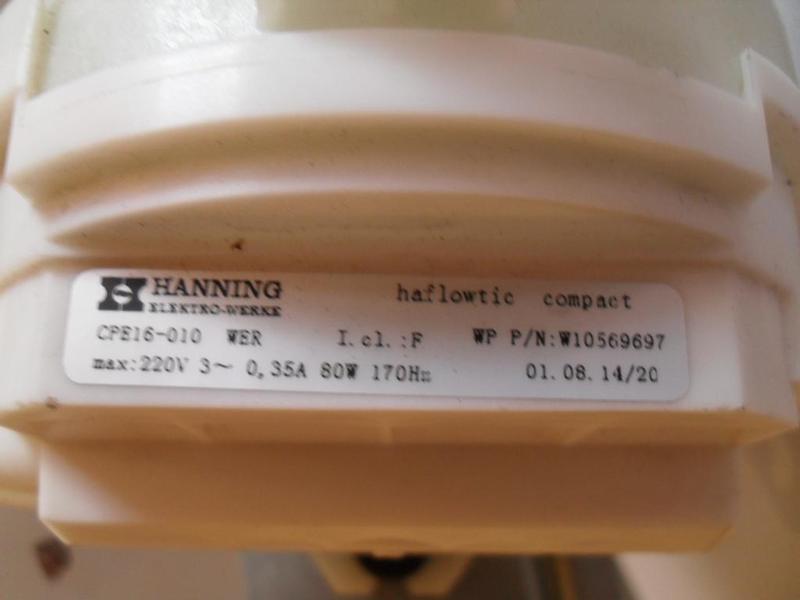 HANNING
ELEKTRO-WERKE
haflowtic compact
CPE16-010 WER I.cl.:F WP P/N:W10569697
max:220V 3~ 0,35A 80W 170Hz 01.08.14/20